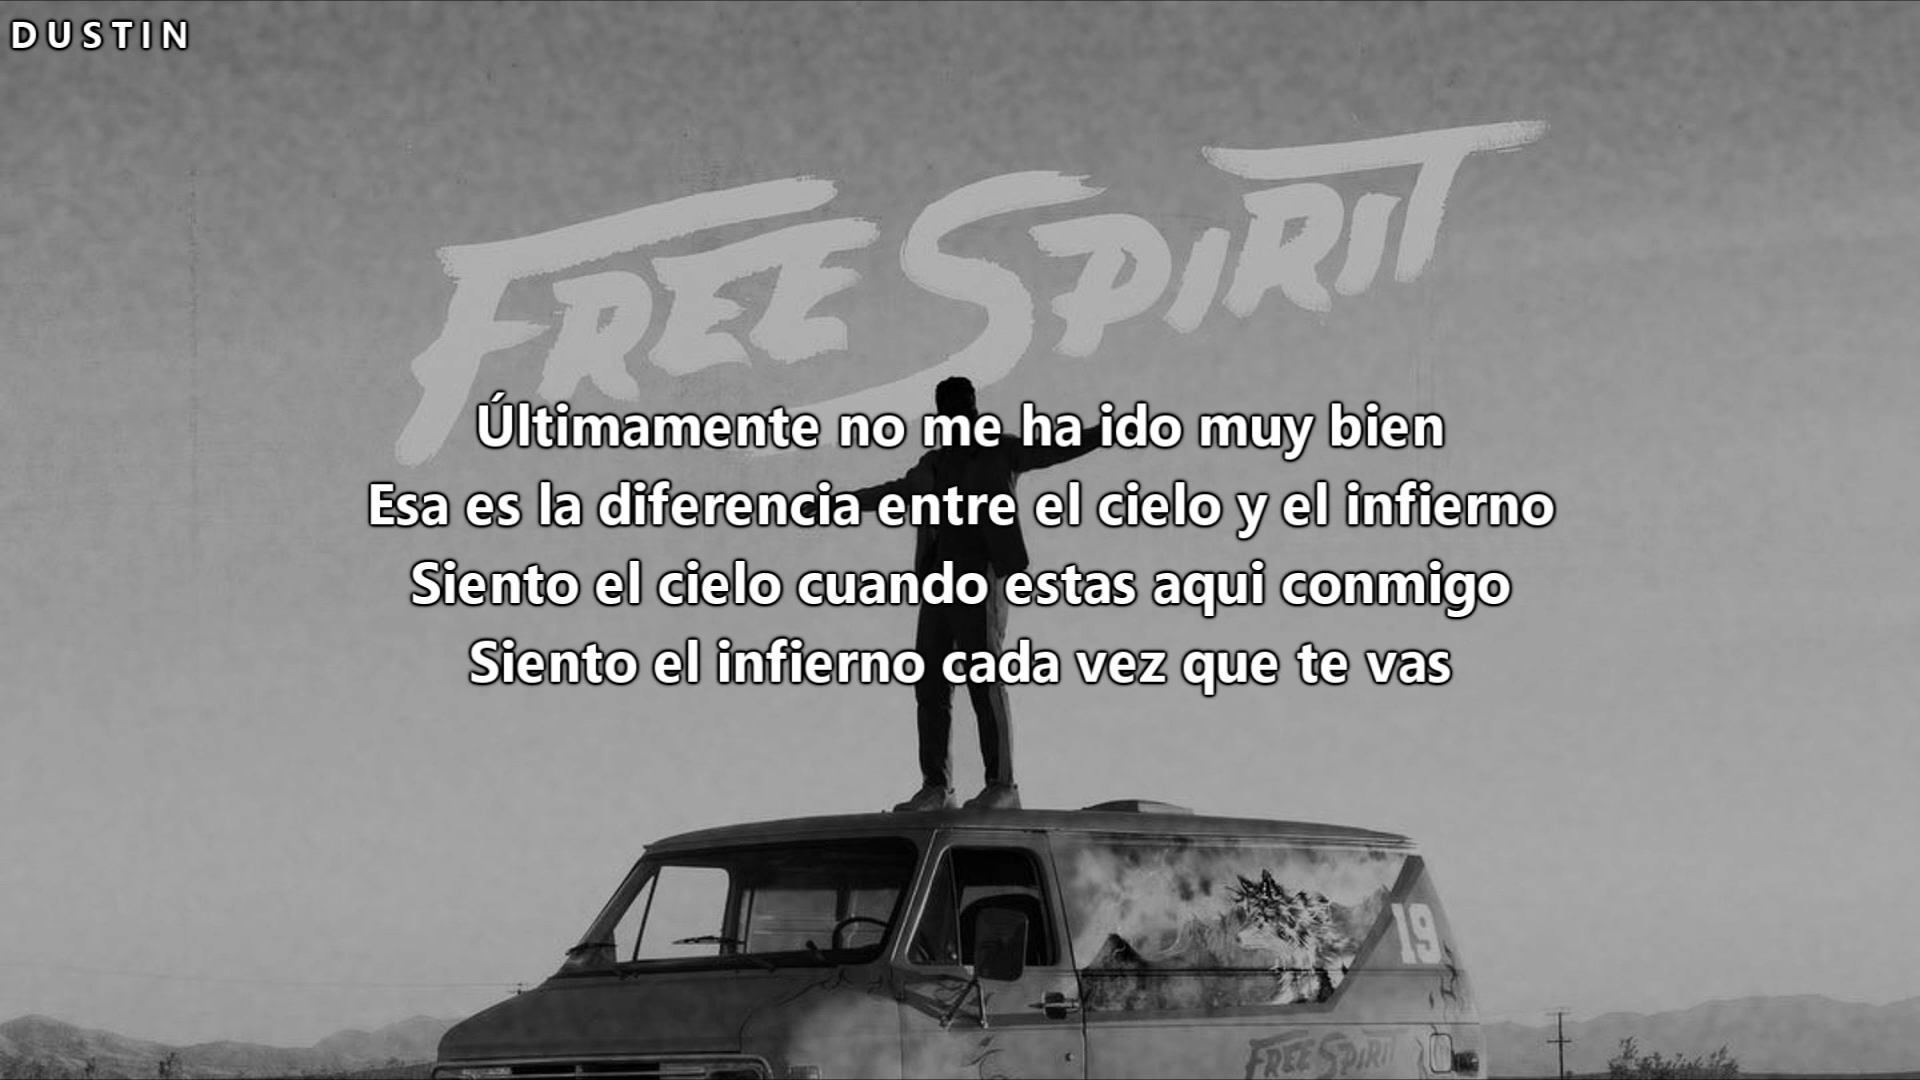 DUSTIN
FREE SPIRIT
Últimamente no me ha ido muy bien
Esa es la diferencia entre el cielo y el infierno
Siento el cielo cuando estas aqui conmigo
Siento el infierno cada vez que te vas
19
FREE SPIRIT